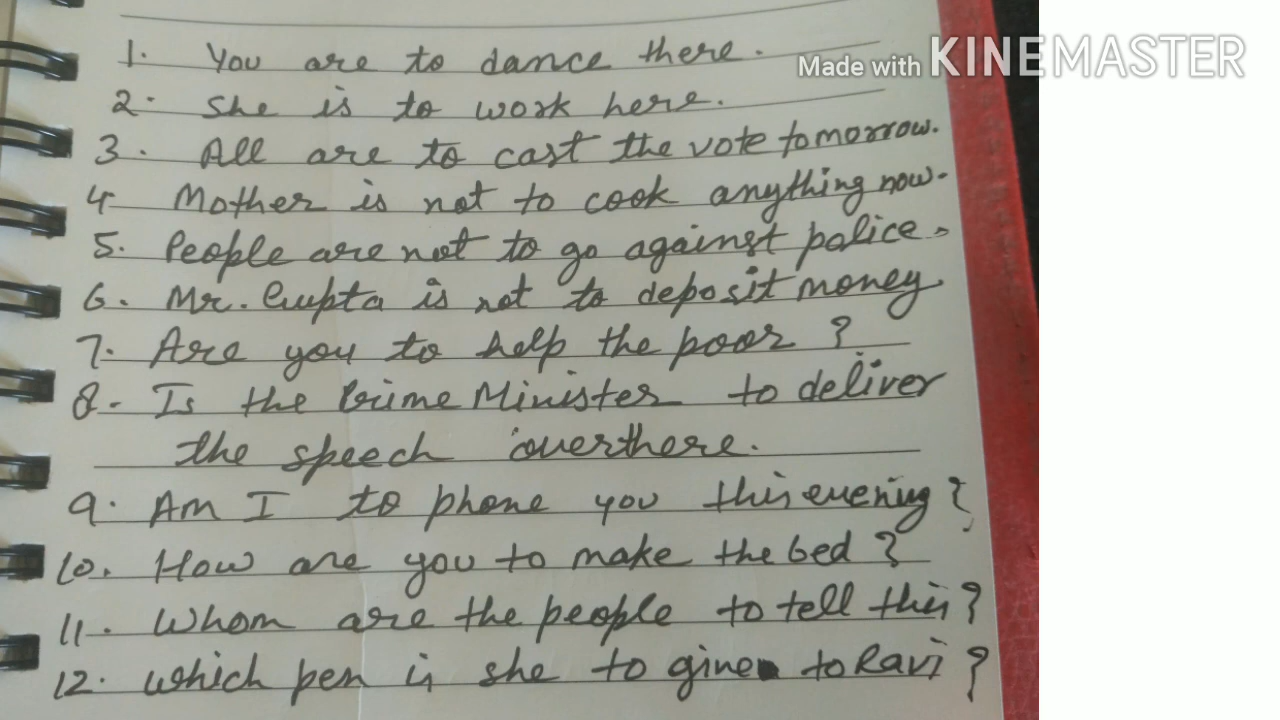 1. You are to dance there.
Made with KINEMASTER
2. She is to work here.
3. All are to cast the vote tomorrow.
4 Mother is not to cook anything now.
5. People are not to go against police.
6. Mr. Gupta is not to deposit money.
7. Are you to help the poor?
8. Is the Prime Minister to deliver
the speech overthere.
9. Am I to phone you this evening?
10. How are you to make the bed?
11. Whom are the people to tell this?
12. Which pen is she to give to Ravi?